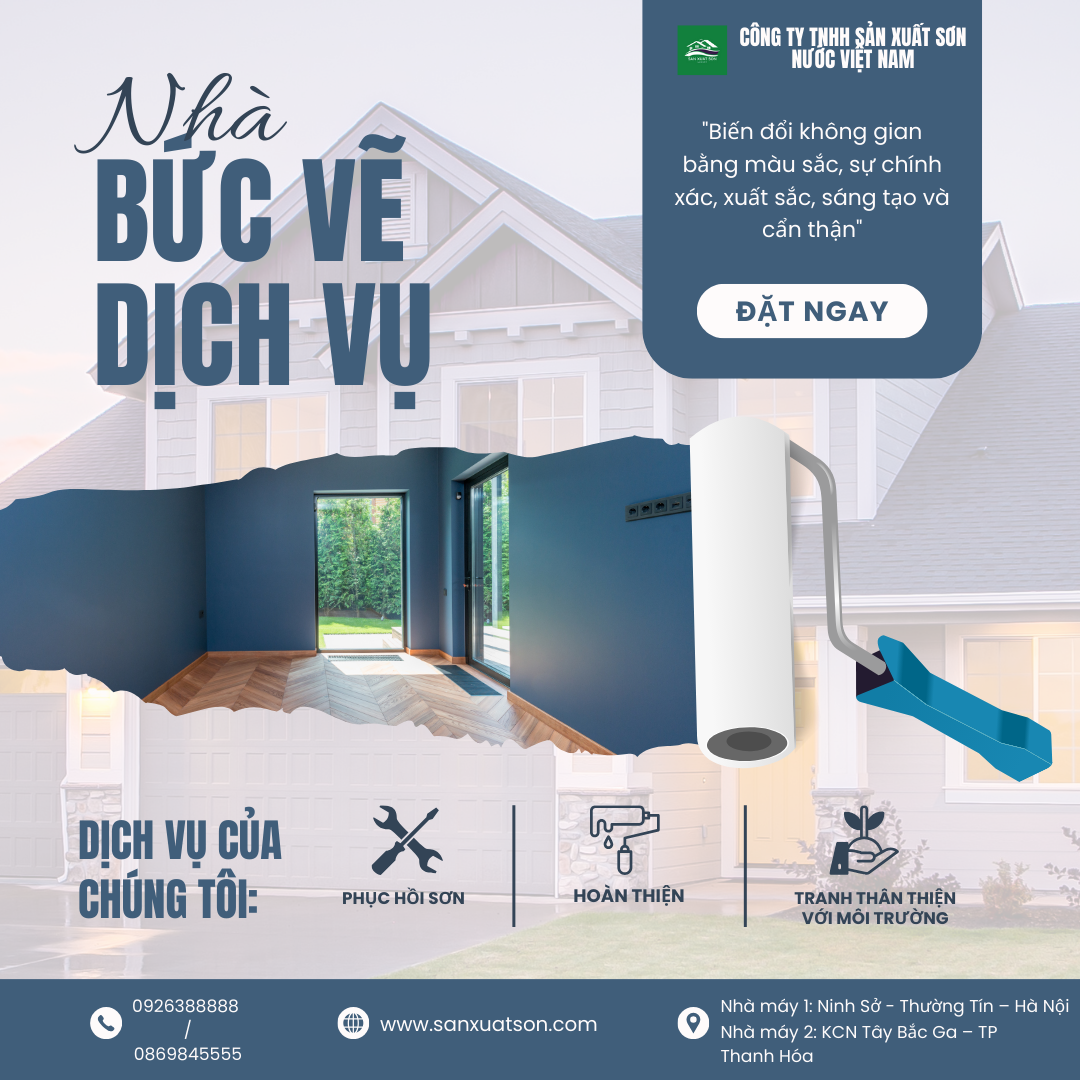 CÔNG TY TNHH SẢN XUẤT SƠN
NƯỚC VIỆT NAM
SAN XUAT SON
Nhà
BỨC VẼ
DỊCH VỤ
"Biến đổi không gian
bằng màu sắc, sự chính
xác, xuất sắc, sáng tạo và
cẩn thận"
ĐẶT NGAY
DỊCH VỤ CỦA
CHÚNG TÔI:
PHỤC HỒI SƠN
HOÀN THIỆN
TRANH THÂN THIỆN
VỚI MÔI TRƯỜNG
0926388888
/
0869845555
www.sanxuatson.com
Nhà máy 1: Ninh Sở - Thường Tín – Hà Nội
Nhà máy 2: KCN Tây Bắc Ga – TP
Thanh Hóa